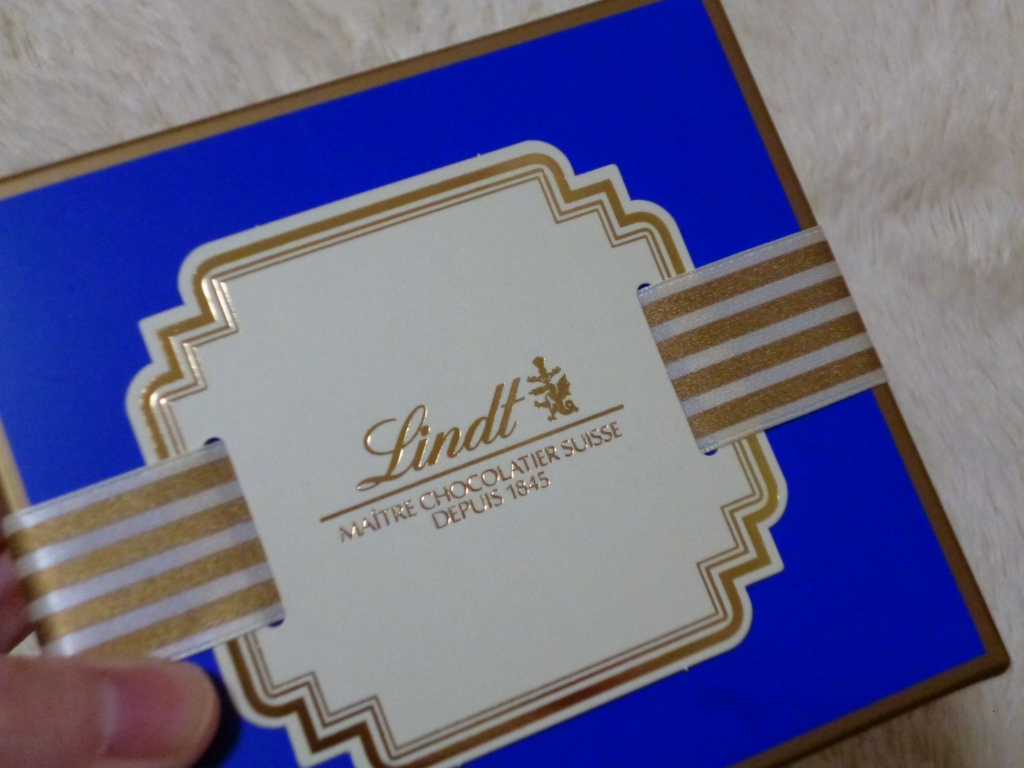 Lindt
MAÎTRE CHOCOLATIER SUISSE
DEPUIS 1845